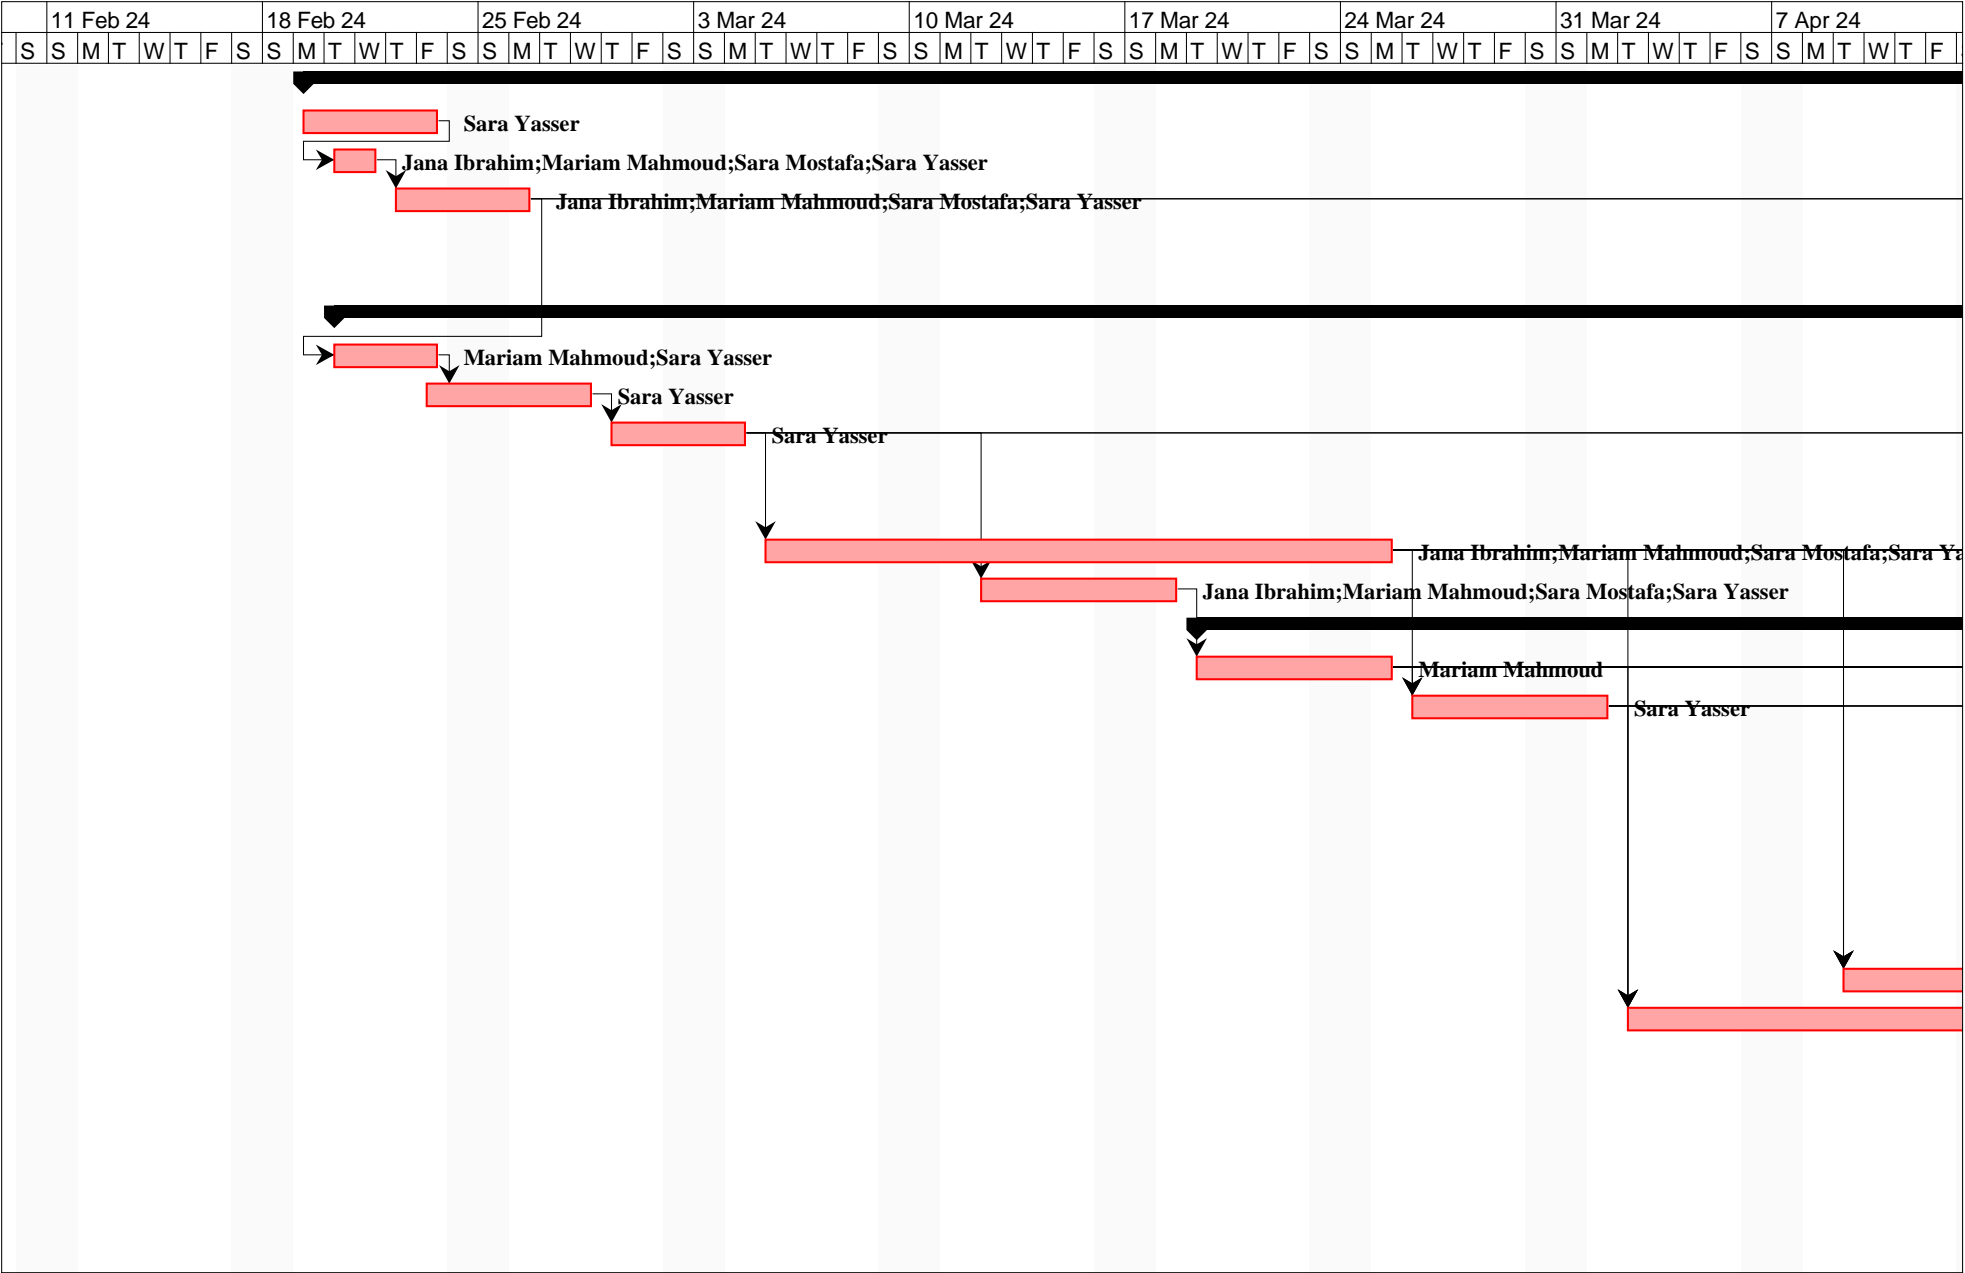 11 Feb 24 18 Feb 24 25 Feb 24 3 Mar 24 10 Mar 24 17 Mar 24 24 Mar 24 31 Mar 24 7 Apr 24
S S M T W T F S S M T W T F S S M T W T F S S M T W T F S S M T W T F S S M T W T F S S M T W T F S S M T W T F S S M T W T F
Sara Yasser
Jana Ibrahim;Mariam Mahmoud;Sara Mostafa;Sara Yasser
Jana Ibrahim;Mariam Mahmoud;Sara Mostafa;Sara Yasser
Mariam Mahmoud;Sara Yasser
Sara Yasser
Sara Yasser
Jana Ibrahim;Mariam Mahmoud;Sara Mostafa;Sara Ya
Jana Ibrahim;Mariam Mahmoud;Sara Mostafa;Sara Yasser
Mariam Mahmoud
Sara Yasser